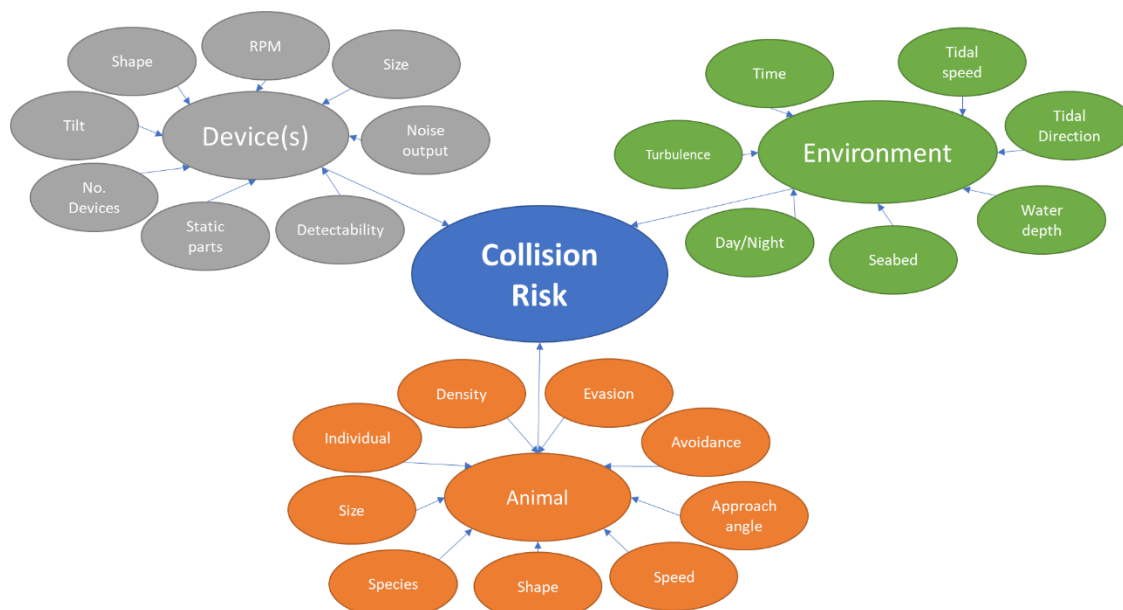 RPM
Shape
Size
Tilt
Device(s)
Noise
output
No.
Devices
Static
parts
Detectability
Time
Tidal
speed
Turbulence
Environment
Tidal
Direction
Day/Night
Seabed
Water
depth
Collision
Risk
Density
Evasion
Individual
Avoidance
Size
Animal
Approach
angle
Species
Shape
Speed